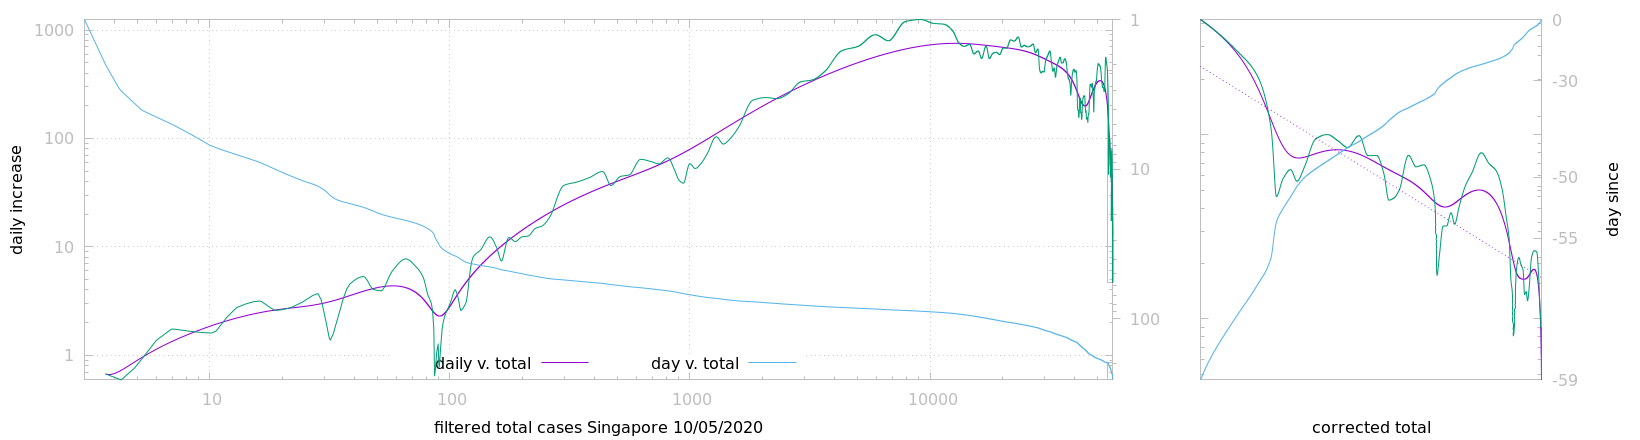 1000
100
10
1
daily increase
10
100
1000
10000
1
10
100
daily v. total
day v. total
filtered total cases Singapore 10/05/2020
0
-30
-50
-55
-59
day since
corrected total